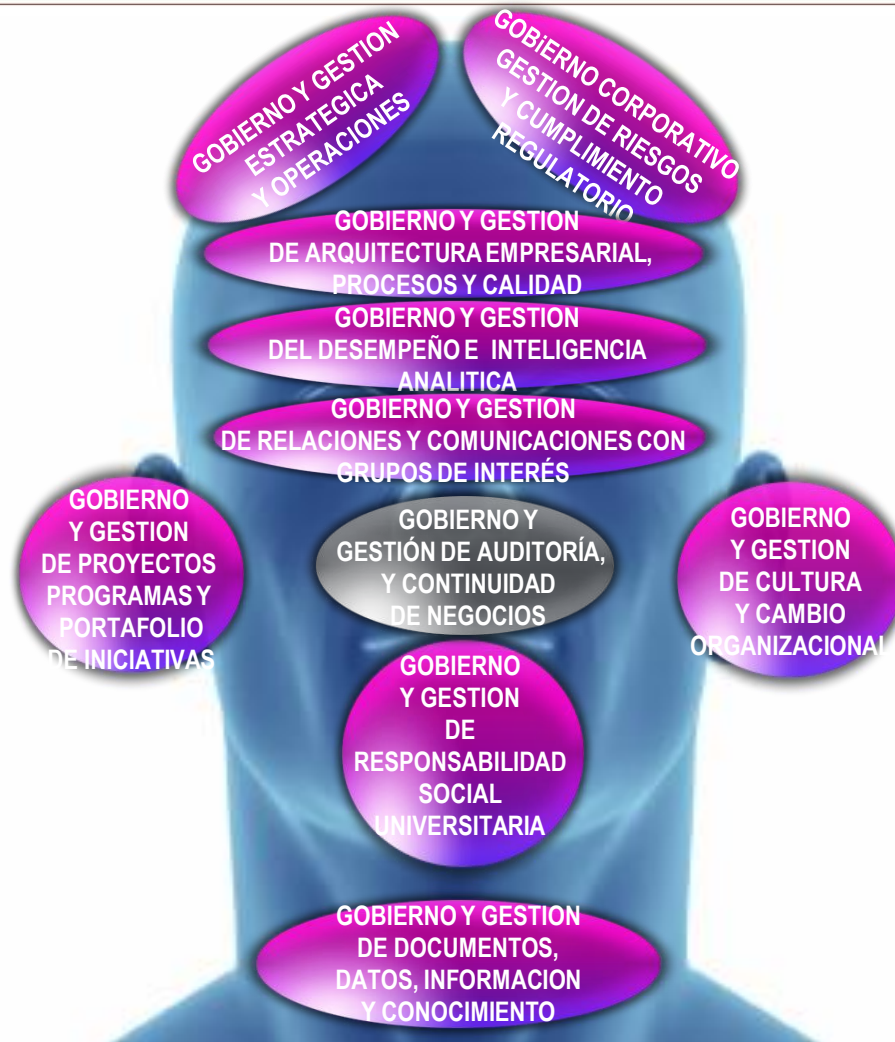 GOBIERNO Y GESTION
ESTRATEGICA
Y OPERACIONES
GOBiERNO CORPORATIVO
GESTION DE RIESGOS
Y CUMPLIMIENTO
REGULATORIO
GOBIERNO Y GESTION
DE ARQUITECTURA EMPRESARIAL,
PROCESOS Y CALIDAD
GOBIERNO Y GESTION
DEL DESEMPEÑO E INTELIGENCIA
ANALITICA
GOBIERNO Y GESTION
DE RELACIONES Y COMUNICACIONES CON
GRUPOS DE INTERÉS
GOBIERNO
Y GESTION
DE PROYECTOS
PROGRAMAS Y
PORTAFOLIO
DE INICIATIVAS
GOBIERNO Y
GESTIÓN DE AUDITORÍA,
Y CONTINUIDAD
DE NEGOCIOS
GOBIERNO
Y GESTION
DE CULTURA
Y CAMBIO
ORGANIZACIONAL
GOBIERNO
Y GESTION
DE
RESPONSABILIDAD
SOCIAL
UNIVERSITARIA
GOBIERNO Y GESTION
DE DOCUMENTOS,
DATOS, INFORMACION
Y CONOCIMIENTO